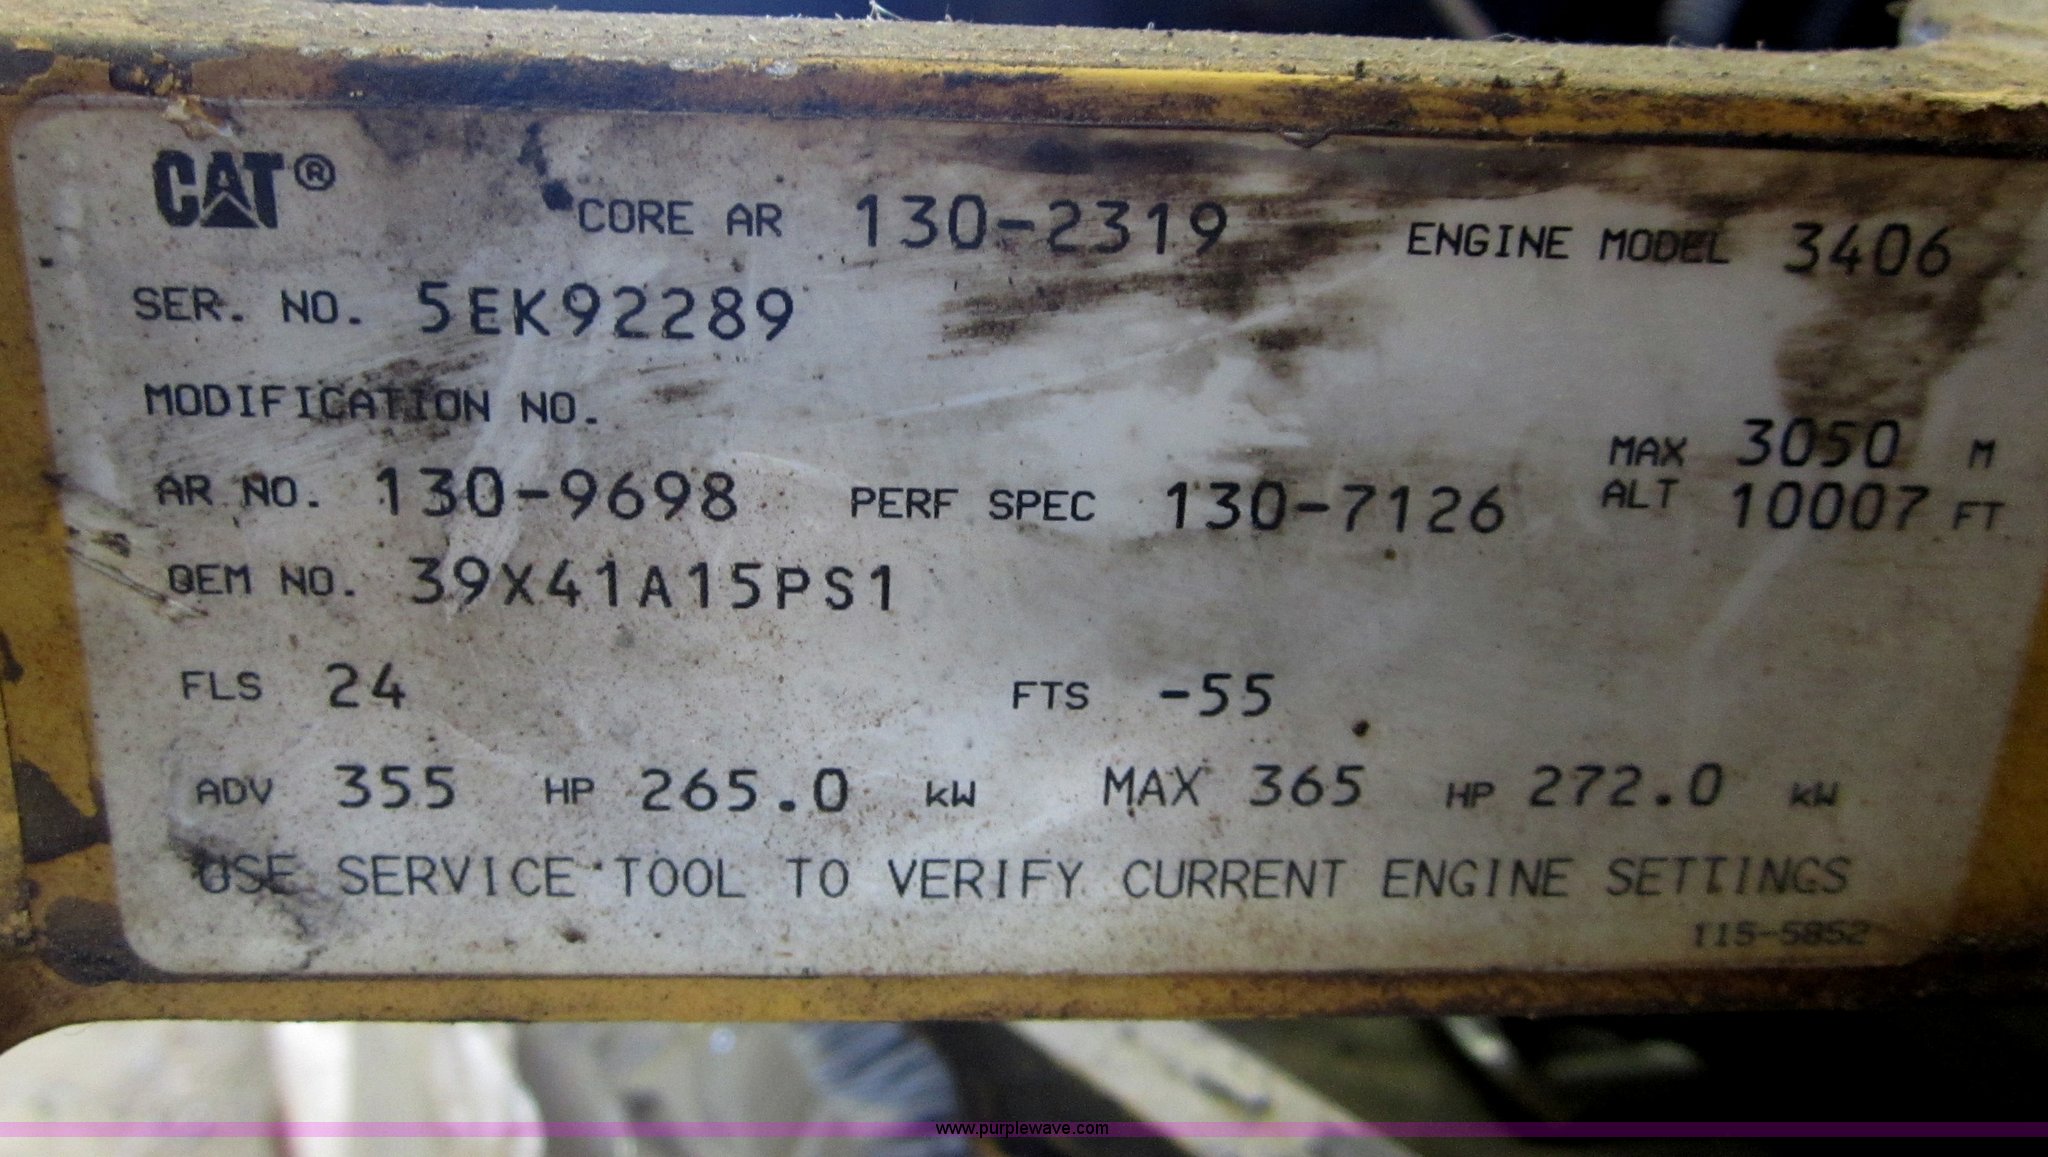 CAT® CORE AR 130-2319 ENGINE MODEL 3406
SER. NO. 5EK92289
MODIFICATION NO.
AR NO. 130-9698 PERF SPEC 130-7126 MAX ALT 3050 M 10007 FT
OEM NO. 39X41A15PS1
FLS 24 FTS -55
ADV 355 HP 265.0 kW MAX 365 HP 272.0 kW
USE SERVICE TOOL TO VERIFY CURRENT ENGINE SETTINGS
115-5852
www.purplewave.com